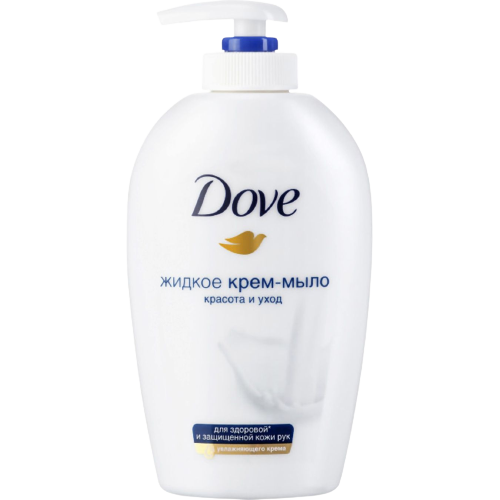 Dove
жидкое крем-мыло
красота и уход
для здоровой*
и защищенной кожи рук
увлажняющего крема